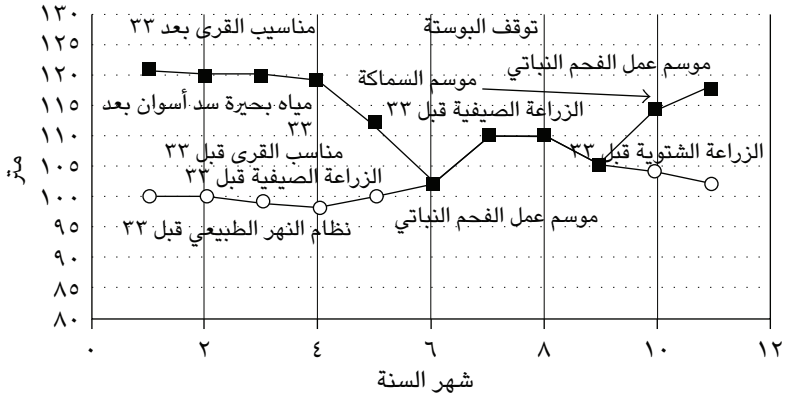 ١٣٠
١٢٥
١٢٠
١١٥
١١٠
١٠٥
١٠٠
٩٥
٩٠
٨٥
٨٠
متر
مناسيب القرى بعد ٣٣
توقف البوستة
موسم عمل الفحم النباتي
موسم السماكة
مياه بحيرة سد أسوان بعد
٣٣
الزراعة الصيفية قبل ٣٣
مناسب القرى قبل ٣٣
الزراعة الشتوية قبل ٣٣
الزراعة الصيفية قبل ٣٣
نظام النهر الطبيعي قبل ٣٣
موسم عمل الفحم النباتي
٠ ٢ ٤ ٦ ٨ ١٠ ١٢
شهر السنة